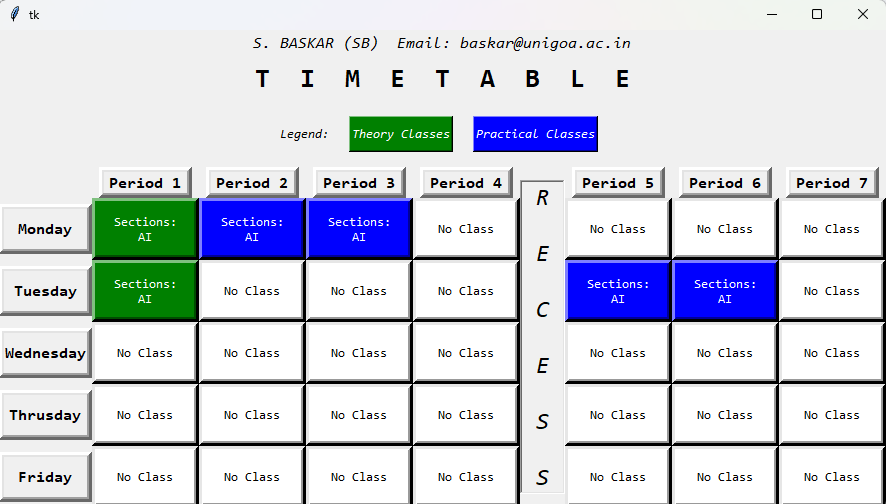 tk
S. BASKAR (SB)  Email: baskar@unigoa.ac.in
T I M E T A B L E
Legend: Theory Classes Practical Classes
Period 1 Period 2 Period 3 Period 4 Period 5 Period 6 Period 7
R
E
C
E
S
S
Monday Sections: AI Sections: AI Sections: AI No Class No Class No Class No Class
Tuesday Sections: AI No Class No Class No Class Sections: AI Sections: AI No Class
Wednesday No Class No Class No Class No Class No Class No Class No Class
Thrusday No Class No Class No Class No Class No Class No Class No Class
Friday No Class No Class No Class No Class No Class No Class No Class